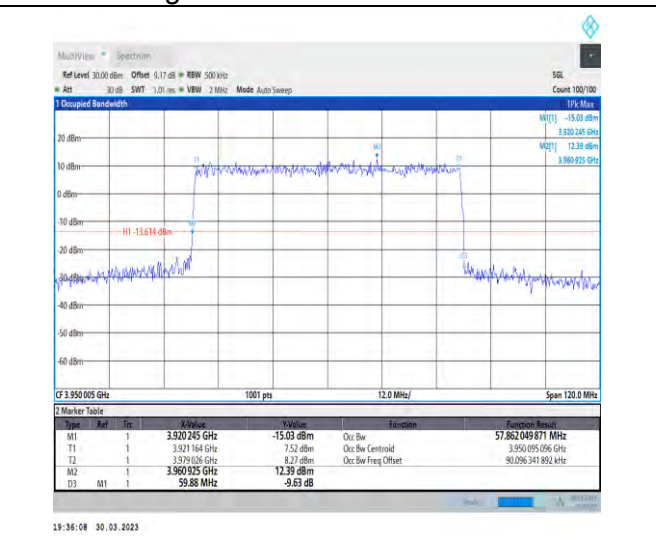 MultiView Spectrum
Ref Level 30.00 dBm Offset 9.17 dB RBW 500 kHz SGL
Att 30 dB SWT 1.01 ms VBW 2 MHz Mode Auto Sweep Count 100/100
1 Occupied Bandwidth 1Pk Max
M1[1] -15.03 dBm
3.920 245 GHz
20 dBm M2[1] 12.39 dBm
3.960 925 GHz
M2
10 dBm
0 dBm
M1
-10 dBm
H1 -13.614 dBm
-20 dBm
-30 dBm
-40 dBm
-50 dBm
-60 dBm
CF 3.950 005 GHz 1001 pts 12.0 MHz/ Span 120.0 MHz
2 Marker Table
Type Ref Trc X-Value Y-Value Function Function Result
M1 1 3.920 245 GHz -15.03 dBm Occ Bw 57.862 049 871 MHz
T1 1 3.921 164 GHz 7.52 dBm Occ Bw Centroid 3.950 095 096 GHz
T2 1 3.979 026 GHz 8.27 dBm Occ Bw Freq Offset 90.096 341 892 kHz
M2 1 3.960 925 GHz 12.39 dBm
D3 M1 1 59.88 MHz -9.63 dB
19:36:08 30.03.2023